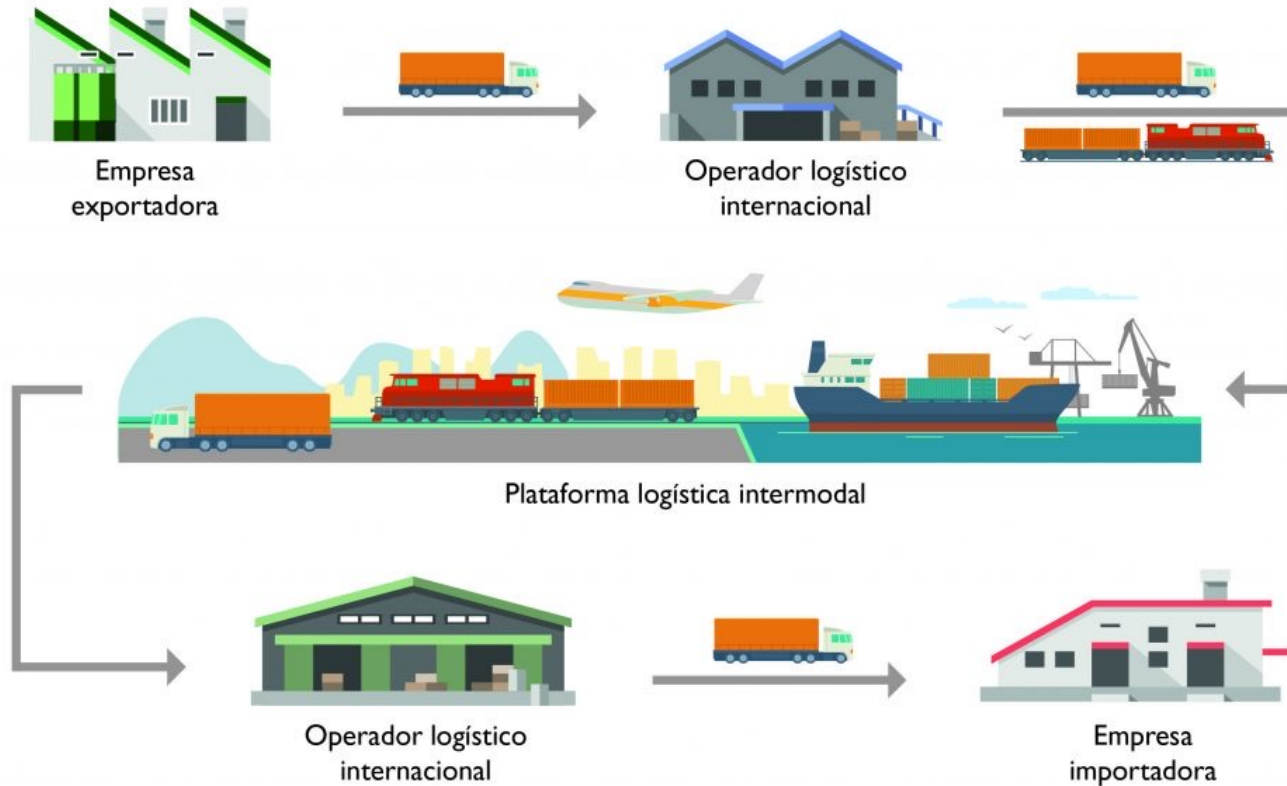 Empresa
exportadora
Operador logístico
internacional
Plataforma logística intermodal
Operador logístico
internacional
Empresa
importadora